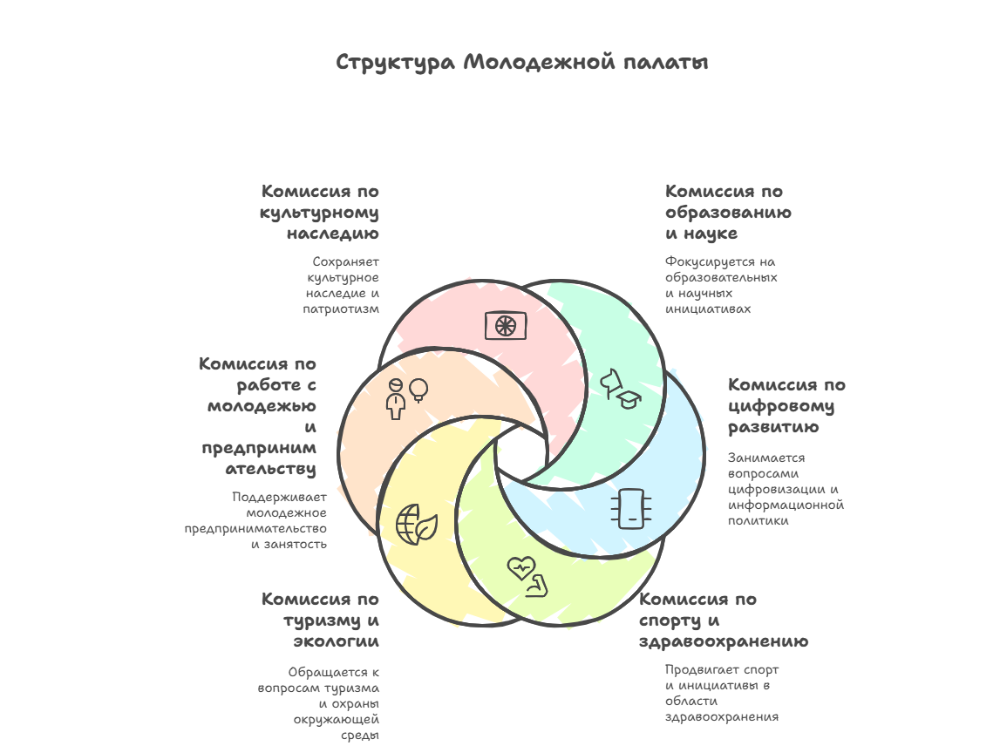 Структура Молодежной палаты
Комиссия по
культурному
наследию
Сохраняет
культурное
наследие и
патриотизм
Комиссия по
образованию
и науке
Фокусируется на
образовательных
и научных
инициативах
Комиссия по
работе с
молодежью
и
предприним
ательству
Поддерживает
молодежное
предпринимательство
и занятость
Комиссия по
цифровому
развитию
Занимается
вопросами
цифровизации и
информационной
политики
Комиссия по
туризму и
экологии
Обращается к
вопросам туризма
и охраны
окружающей
среды
Комиссия по
спорту и
здравоохранению
Продвигает спорт
и инициативы в
области
здравоохранения